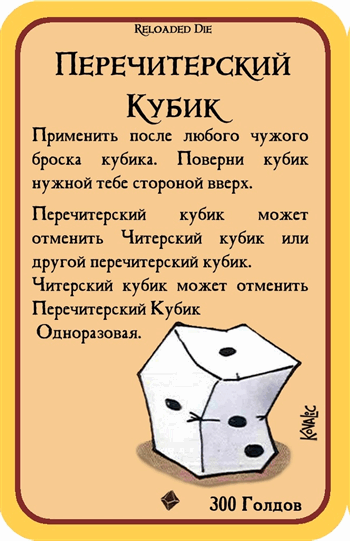 Reloaded Die
Перечитерский
Кубик
Применить после любого чужого
броска кубика. Поверни кубик
нужной тебе стороной вверх.
Перечитерский кубик может
отменить Читерский кубик или
другой перечитерский кубик.
Читерский кубик может отменить
Перечитерский Кубик
Одноразовая.
Kovalic
300 Голдов